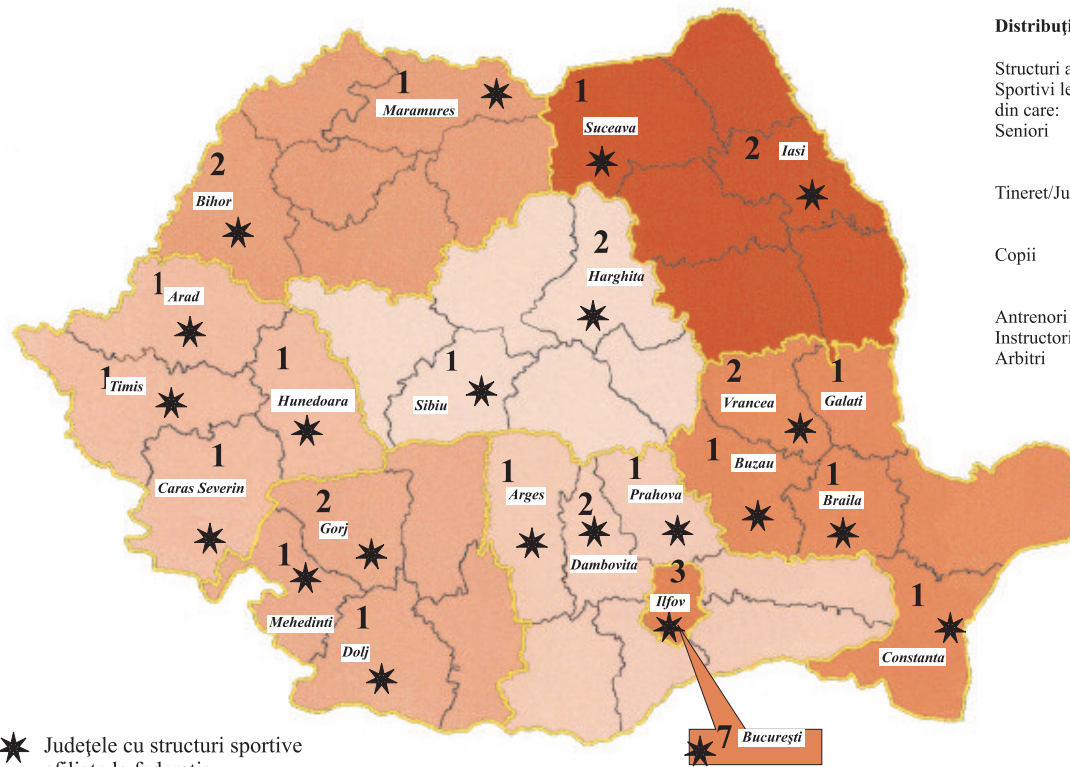 Distribuţi
Structuri a
Sportivi le
din care:
Seniori
Tineret/Ju
Copii
Antrenori
Instructori
Arbitri
1
Maramures
1
Suceava
2
Iasi
2
Bihor
2
Harghita
1
Arad
1
Timis
1
Hunedoara
1
Sibiu
2
Vrancea
1
Galati
1
Caras Severin
1
Buzau
1
Braila
2
Gorj
1
Arges
2
Dambovita
1
Prahova
1
Mehedinti
1
Dolj
3
Ilfov
1
Constanta
7 Bucureşti
Judeţele cu structuri sportive